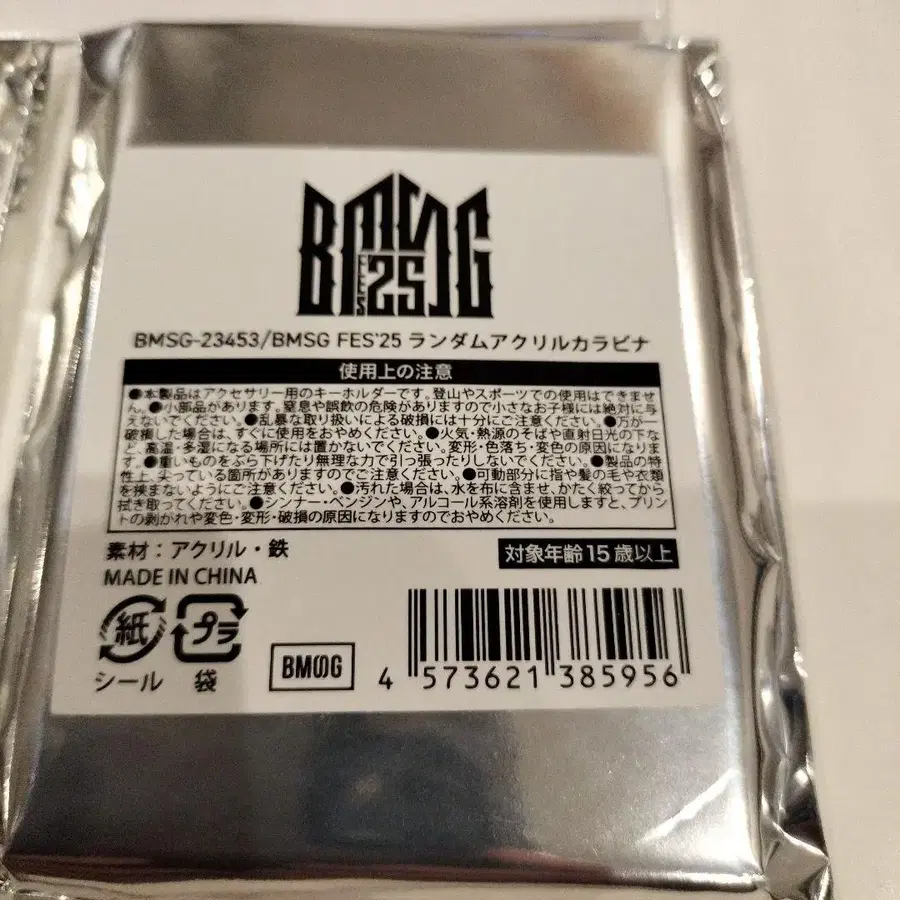 BMSG
FES '25
BMSG-23453/BMSG FES'25 ランダムアクリルカラビナ
使用上の注意
●本製品はアクセサリー用のキーホルダーです。登山やスポーツでの使用はできませ
ん。●小部品があります。窒息や誤飲の危険がありますので小さなお子様には絶対に与
えないでください。●乱暴な取り扱いによる破損には十分にご注意ください。●万が一
破損した場合は、すぐに使用をおやめください。●火気・熱源のそばや直射日光の下な
ど、高温・多湿になる場所には置かないでください。変形・色落ち・変色の原因になりま
す。●重いものをぶら下げたり無理な力で引っ張ったりしないでください。●製品の特
性上、尖っている箇所がありますのでご注意ください。●可動部分に指や髪の毛や衣類
を挟まないようにご注意ください。●汚れた場合は、水を布に含ませ、かたく絞ってから
拭き取ってください。●シンナー・ベンジンや、アルコール系溶剤を使用しますと、プリン
トの剥がれや変色・変形・破損の原因になりますのでおやめください。
素材：アクリル・鉄
対象年齢15歳以上
MADE IN CHINA
紙 プラ
シール 袋
BMSG
4 573621 385956